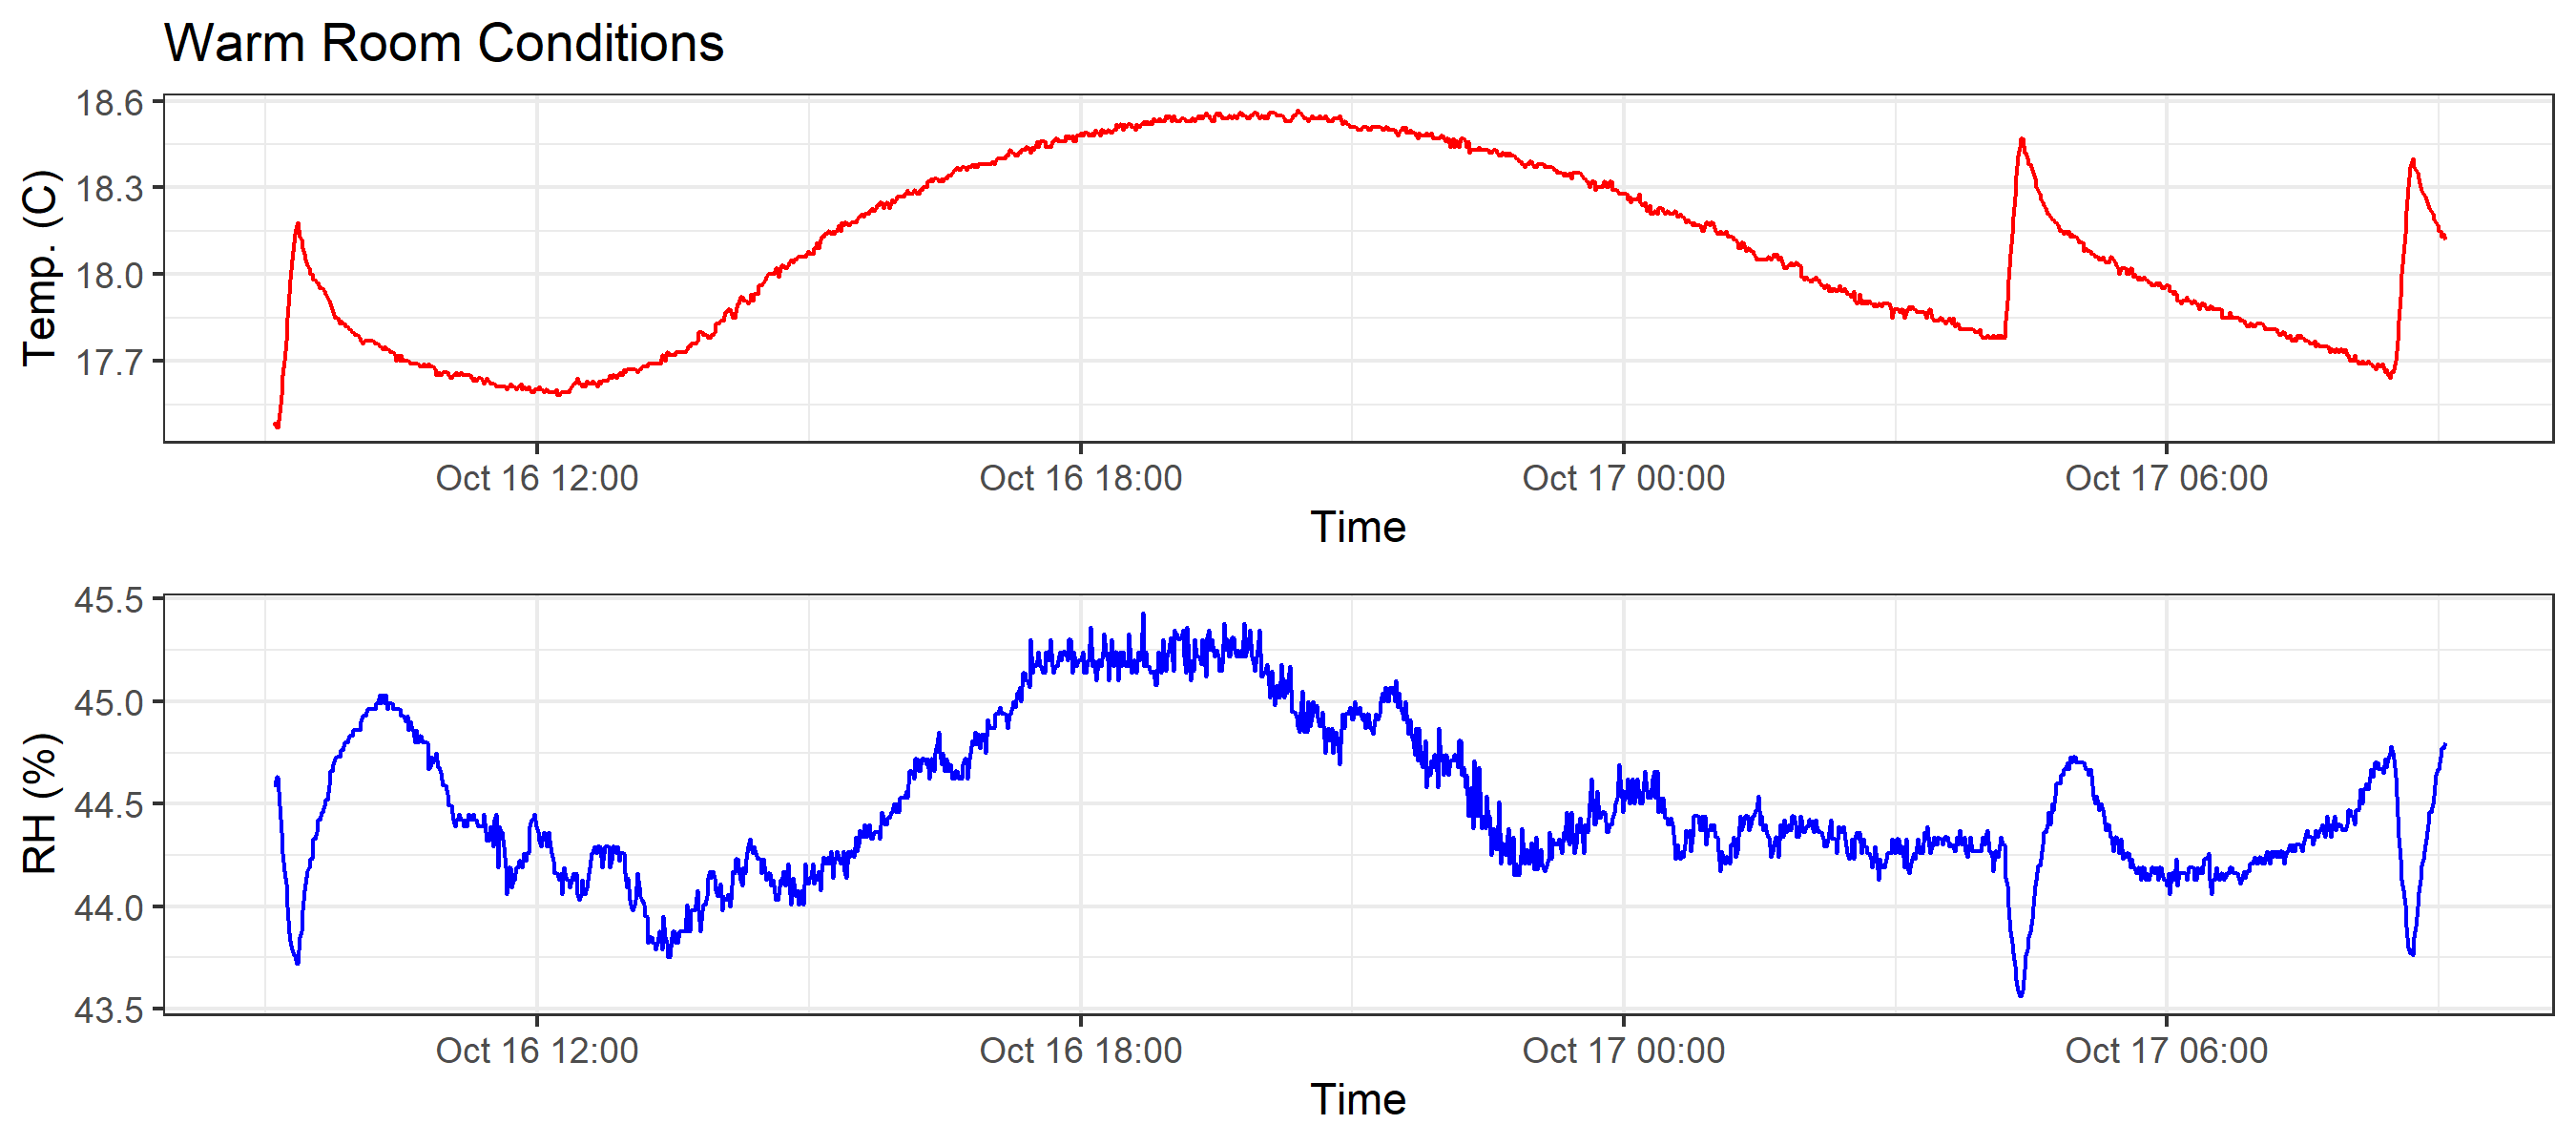 Warm Room Conditions
18.6
18.3
18.0
17.7
Temp. (C)
Oct 16 12:00 Oct 16 18:00 Oct 17 00:00 Oct 17 06:00
Time
45.5
45.0
44.5
44.0
43.5
RH (%)
Oct 16 12:00 Oct 16 18:00 Oct 17 00:00 Oct 17 06:00
Time